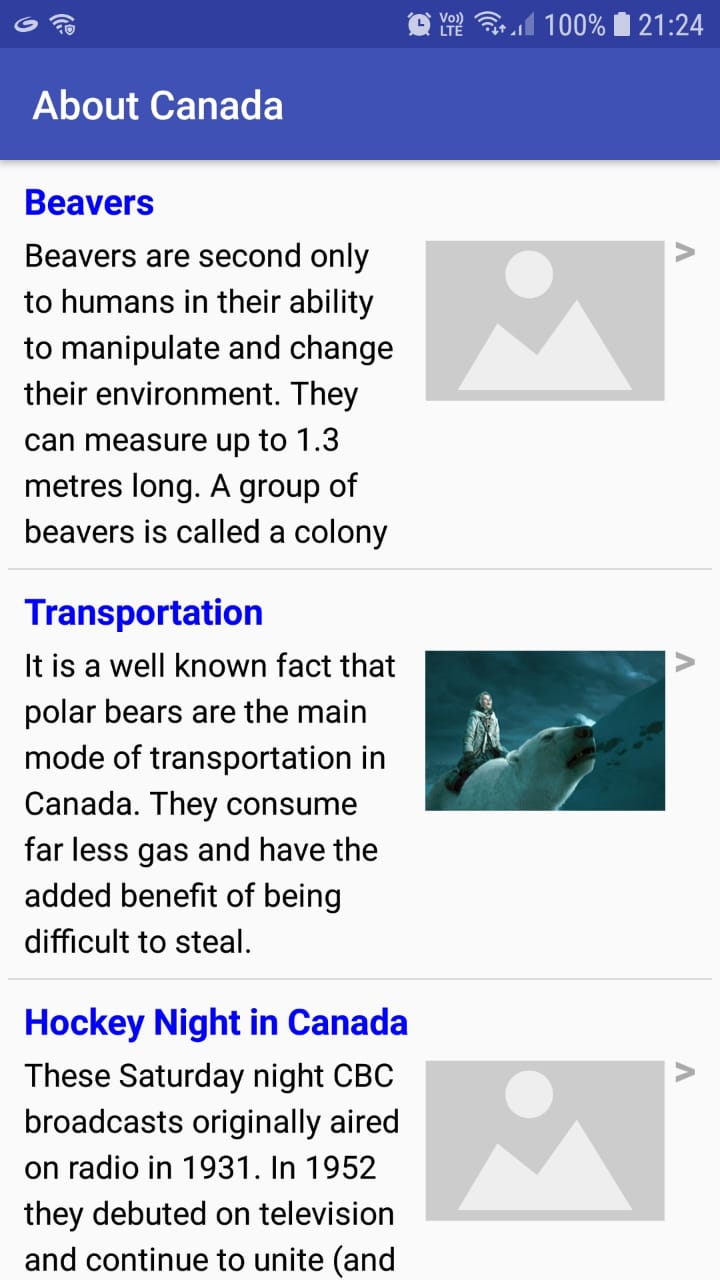 Vo))
LTE
100%
21:24
About Canada
Beavers
Beavers are second only
to humans in their ability
to manipulate and change
their environment. They
can measure up to 1.3
metres long. A group of
beavers is called a colony
>
Transportation
It is a well known fact that
polar bears are the main
mode of transportation in
Canada. They consume
far less gas and have the
added benefit of being
difficult to steal.
>
Hockey Night in Canada
These Saturday night CBC
broadcasts originally aired
on radio in 1931. In 1952
they debuted on television
and continue to unite (and
>